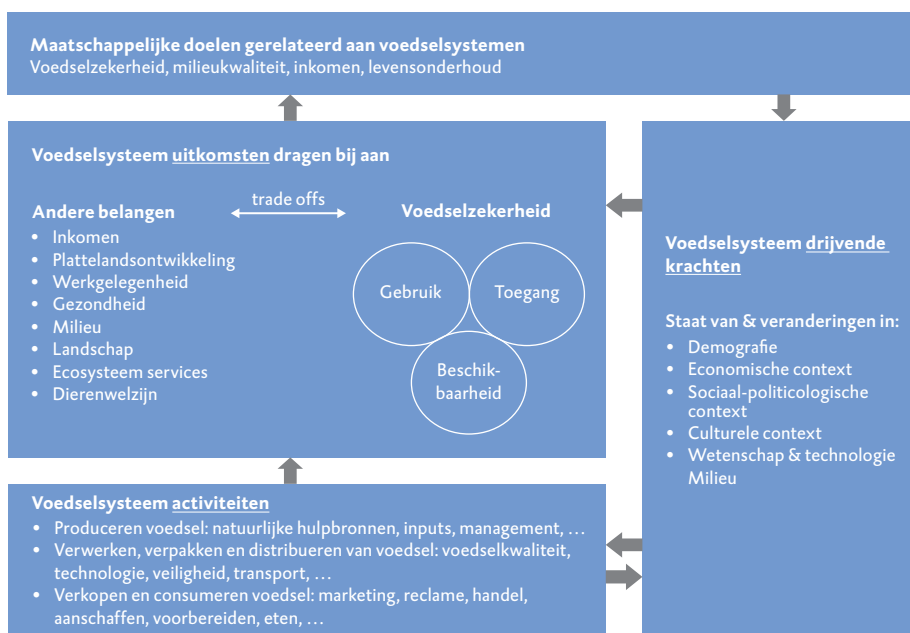 Maatschappelijke doelen gerelateerd aan voedselsystemen
Voedselzekerheid, milieukwaliteit, inkomen, levensonderhoud
Voedselsysteem uitkomsten dragen bij aan
trade offs
Andere belangen
• Inkomen
• Plattelandsontwikkeling
• Werkgelegenheid
• Gezondheid
• Milieu
• Landschap
• Ecosysteem services
• Dierenwelzijn
Voedselzekerheid
Gebruik
Toegang
Beschik-
baarheid
Voedselsysteem drijvende
krachten
Staat van & veranderingen in:
• Demografie
• Economische context
• Sociaal-politicologische
context
• Culturele context
• Wetenschap & technologie
Milieu
Voedselsysteem activiteiten
• Produceren voedsel: natuurlijke hulpbronnen, inputs, management, …
• Verwerken, verpakken en distribueren van voedsel: voedselkwaliteit,
technologie, veiligheid, transport, …
• Verkopen en consumeren voedsel: marketing, reclame, handel,
aanschaffen, voorbereiden, eten, …